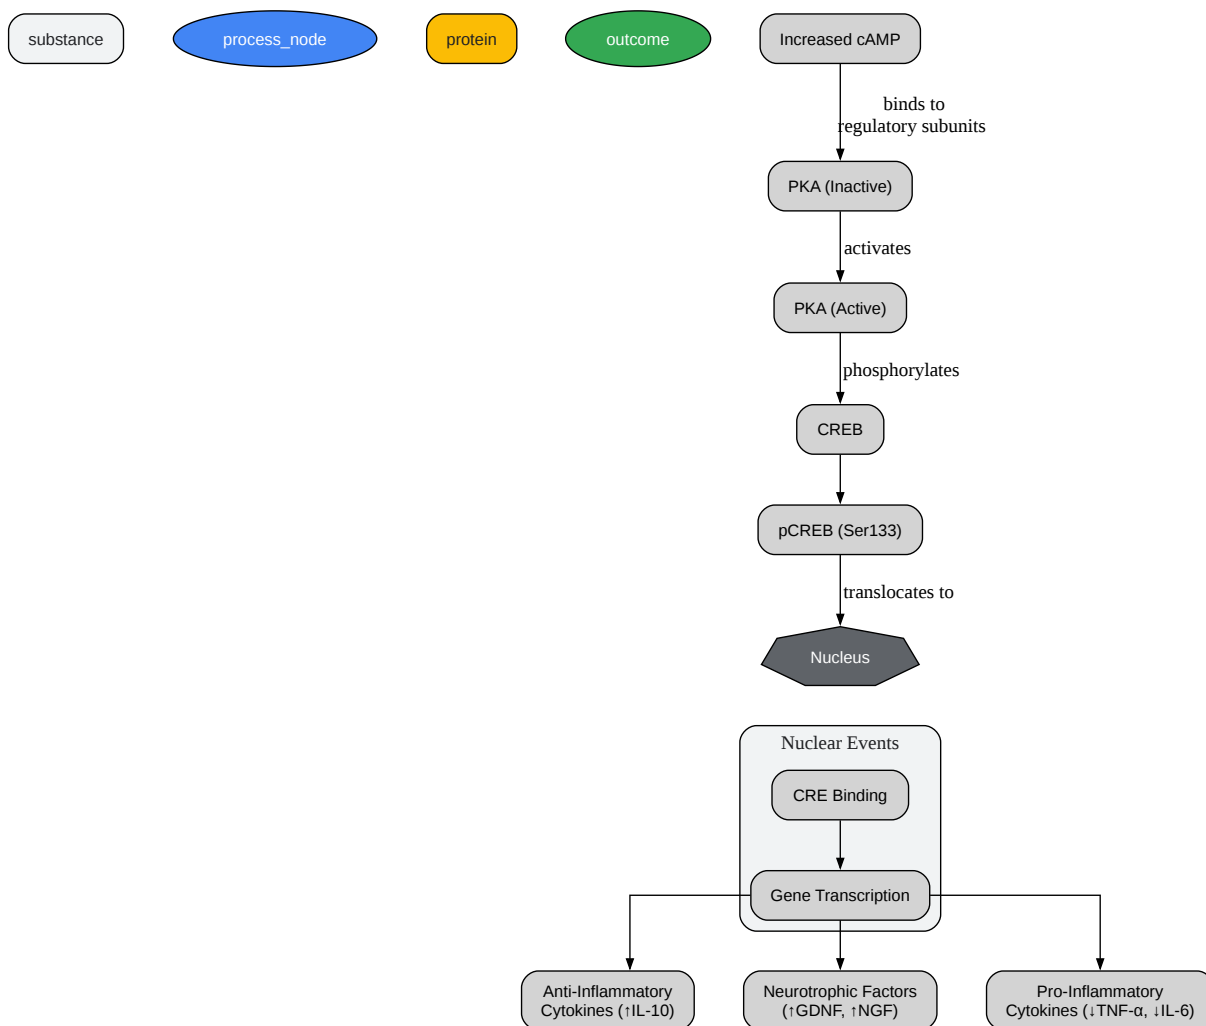 substance
process_node
protein
outcome
Increased cAMP
binds to
regulatory subunits
PKA (Inactive)
activates
PKA (Active)
phosphorylates
CREB
pCREB (Ser133)
translocates to
Nucleus
Nuclear Events
CRE Binding
Gene Transcription
Anti-Inflammatory
Cytokines (↑IL-10)
Neurotrophic Factors
(↑GDNF, ↑NGF)
Pro-Inflammatory
Cytokines (↓TNF-α, ↓IL-6)